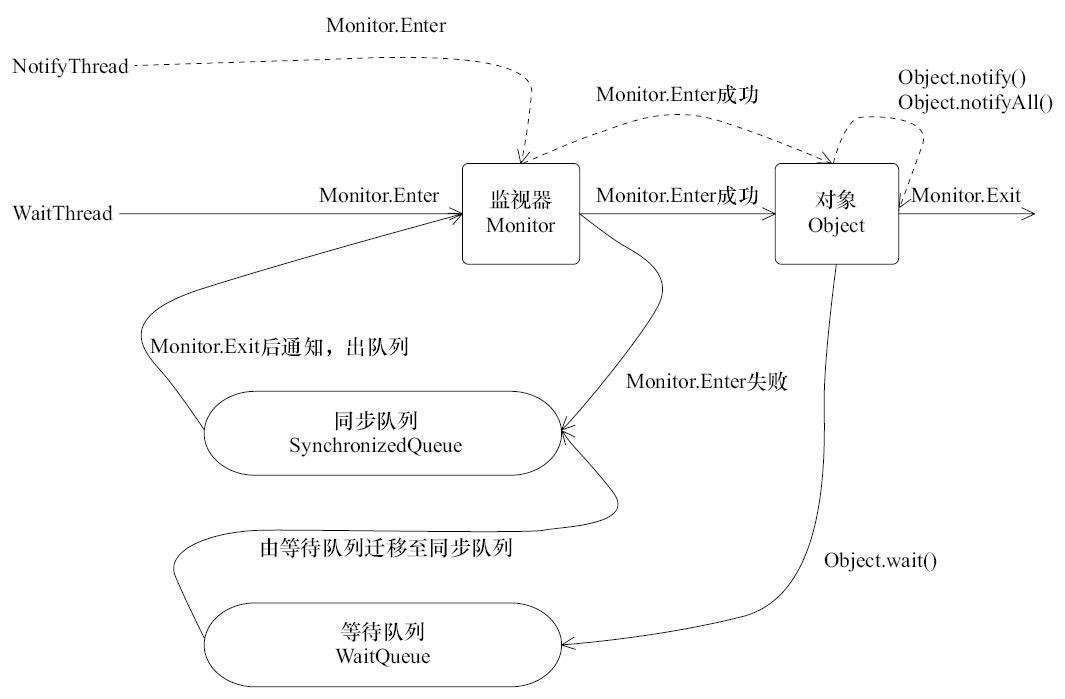 Monitor.Enter
NotifyThread
Object.notify()
Object.notifyAll()
Monitor.Enter成功
WaitThread
Monitor.Enter
监视器
Monitor
Monitor.Enter成功
对象
Object
Monitor.Exit
Monitor.Exit后通知，出队列
Monitor.Enter失败
同步队列
SynchronizedQueue
由等待队列迁移至同步队列
Object.wait()
等待队列
WaitQueue